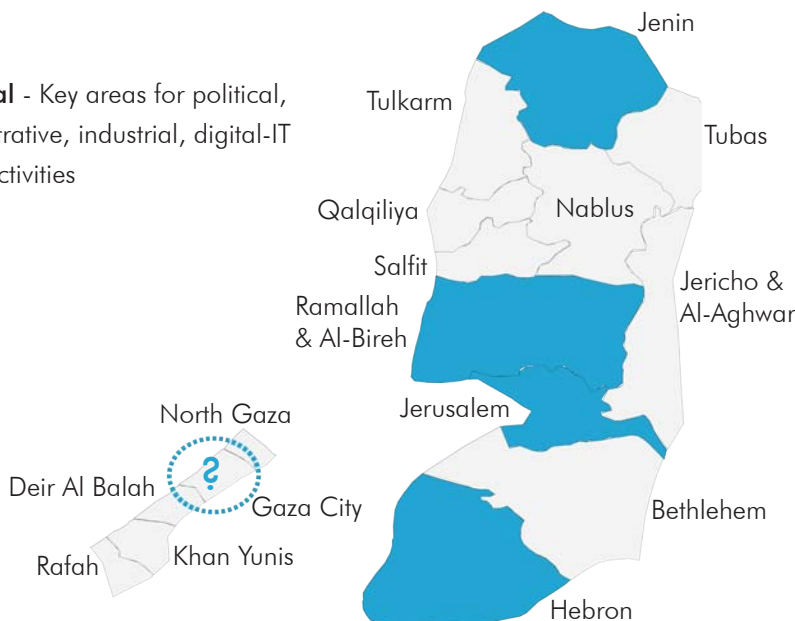 al - Key areas for political,
rative, industrial, digital-IT
ctivities
Jenin
Tulkarm
Tubas
Qalqiliya
Nablus
Salfit
Jericho &
Al-Aghwar
Ramallah
& Al-Bireh
Jerusalem
North Gaza
?
Deir Al Balah
Gaza City
Bethlehem
Khan Yunis
Rafah
Hebron